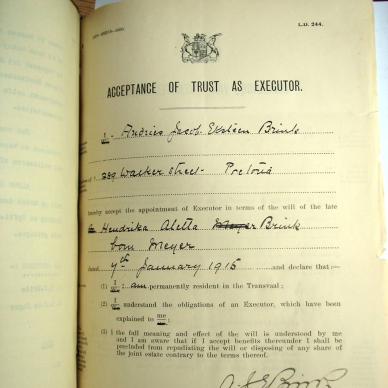 L.D. 244.
ACCEPTANCE OF TRUST AS EXECUTOR.
I - Andries Jacob Eksteen Brink
289 Walker Street - Pretoria
hereby accept the appointment of Executor in terms of the will of the late
Hendrika Aletta Meyer Brink
born Meyer
dated 7th January 1915 and declare that :—
(1) I am permanently resident in the Transvaal;
(2) I understand the obligations of an Executor, which have been
explained to me;
(3) the full meaning and effect of the will is understood by me
and I am aware that if I accept benefits thereunder I shall be
precluded from repudiating the will or disposing of any share of
the joint estate contrary to the terms thereof.
A J E Brink